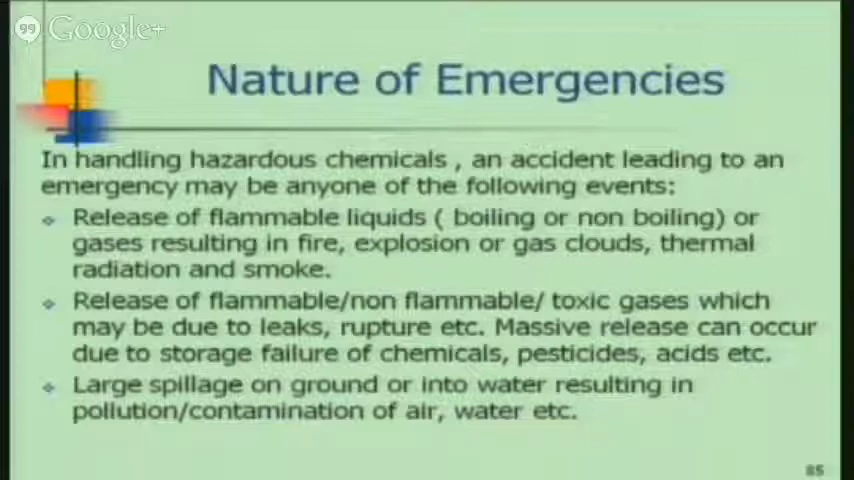 Google+
Nature of Emergencies
In handling hazardous chemicals , an accident leading to an
emergency may be anyone of the following events:
Release of flammable liquids ( boiling or non boiling) or
gases resulting in fire, explosion or gas clouds, thermal
radiation and smoke.
Release of flammable/non flammable/ toxic gases which
may be due to leaks, rupture etc. Massive release can occur
due to storage failure of chemicals, pesticides, acids etc.
Large spillage on ground or into water resulting in
pollution/contamination of air, water etc.
85